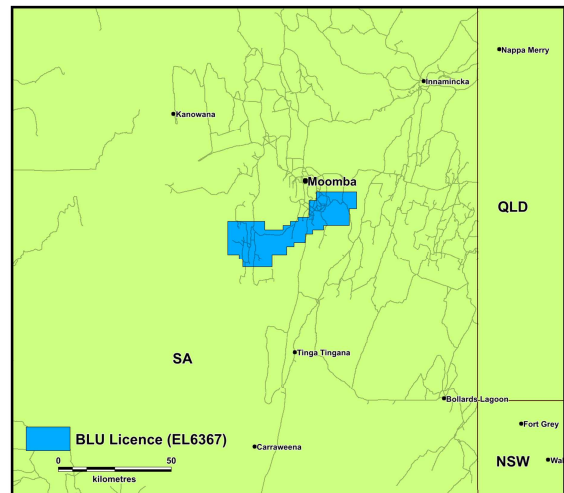 Nappa Merry
Innamincka
Kanowana
Moomba
QLD
SA
Tinga Tingana
Bollards Lagoon
BLU Licence (EL6367)
Fort Grey
Carraweena
NSW
Wal
0 50
kilometres